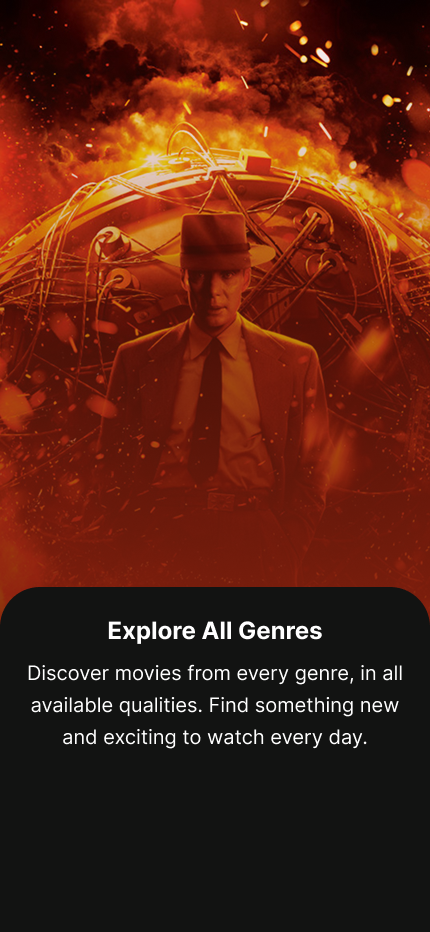 Explore All Genres
Discover movies from every genre, in all
available qualities. Find something new
and exciting to watch every day.